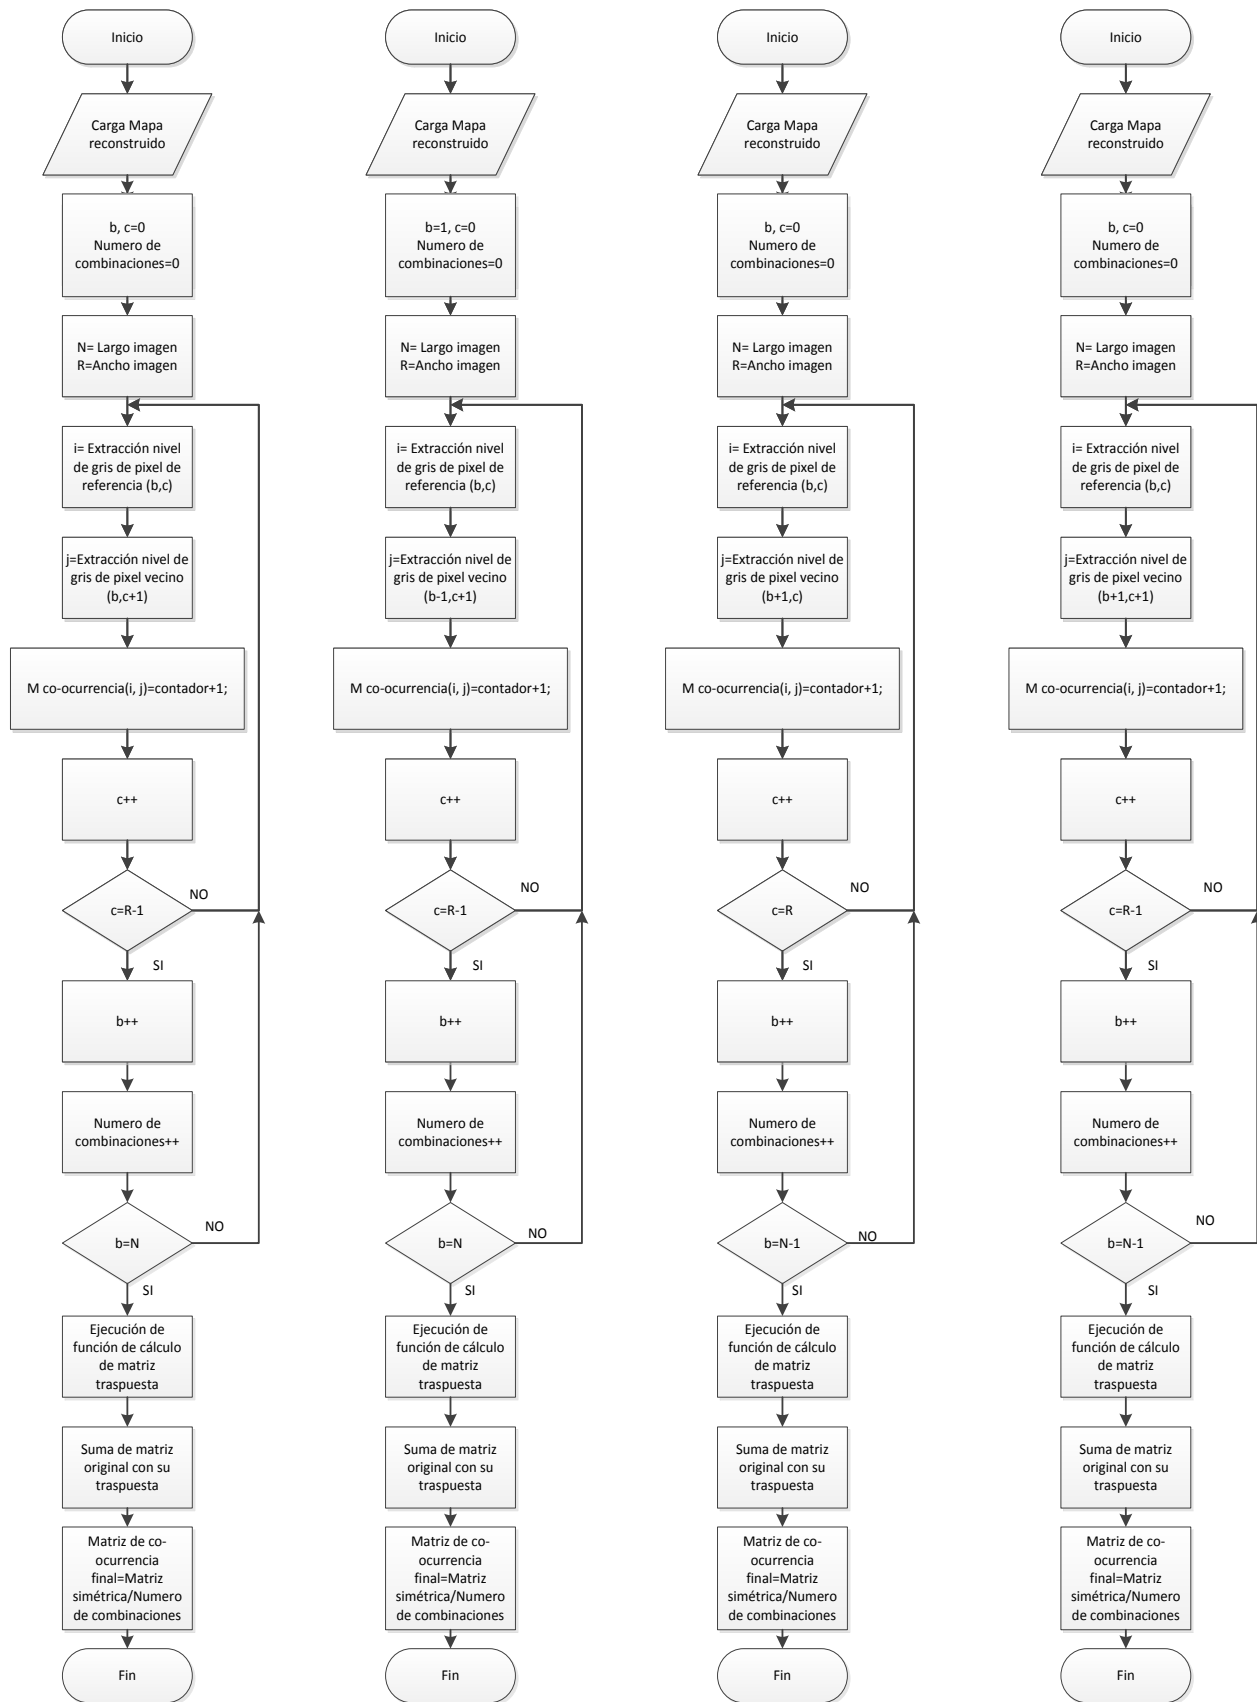 Inicio
Carga Mapa
reconstruido
b, c=0
Numero de
combinaciones=0
N= Largo imagen
R=Ancho imagen
i= Extracción nivel
de gris de pixel de
referencia (b,c)
j=Extracción nivel de
gris de pixel vecino
(b,c+1)
M co-ocurrencia(i, j)=contador+1;
c++
c=R-1
NO
SI
b++
Numero de
combinaciones++
b=N
NO
SI
Ejecución de
función de cálculo
de matriz
traspuesta
Suma de matriz
original con su
traspuesta
Matriz de co-
ocurrencia
final=Matriz
simétrica/Numero
de combinaciones
Fin
Inicio
Carga Mapa
reconstruido
b=1, c=0
Numero de
combinaciones=0
N= Largo imagen
R=Ancho imagen
i= Extracción nivel
de gris de pixel de
referencia (b,c)
j=Extracción nivel de
gris de pixel vecino
(b-1,c+1)
M co-ocurrencia(i, j)=contador+1;
c++
c=R-1
NO
SI
b++
Numero de
combinaciones++
b=N
NO
SI
Ejecución de
función de cálculo
de matriz
traspuesta
Suma de matriz
original con su
traspuesta
Matriz de co-
ocurrencia
final=Matriz
simétrica/Numero
de combinaciones
Fin
Inicio
Carga Mapa
reconstruido
b, c=0
Numero de
combinaciones=0
N= Largo imagen
R=Ancho imagen
i= Extracción nivel
de gris de pixel de
referencia (b,c)
j=Extracción nivel de
gris de pixel vecino
(b+1,c)
M co-ocurrencia(i, j)=contador+1;
c++
c=R
NO
SI
b++
Numero de
combinaciones++
b=N-1
NO
SI
Ejecución de
función de cálculo
de matriz
traspuesta
Suma de matriz
original con su
traspuesta
Matriz de co-
ocurrencia
final=Matriz
simétrica/Numero
de combinaciones
Fin
Inicio
Carga Mapa
reconstruido
b, c=0
Numero de
combinaciones=0
N= Largo imagen
R=Ancho imagen
i= Extracción nivel
de gris de pixel de
referencia (b,c)
j=Extracción nivel de
gris de pixel vecino
(b+1,c+1)
M co-ocurrencia(i, j)=contador+1;
c++
c=R-1
NO
SI
b++
Numero de
combinaciones++
b=N-1
NO
SI
Ejecución de
función de cálculo
de matriz
traspuesta
Suma de matriz
original con su
traspuesta
Matriz de co-
ocurrencia
final=Matriz
simétrica/Numero
de combinaciones
Fin